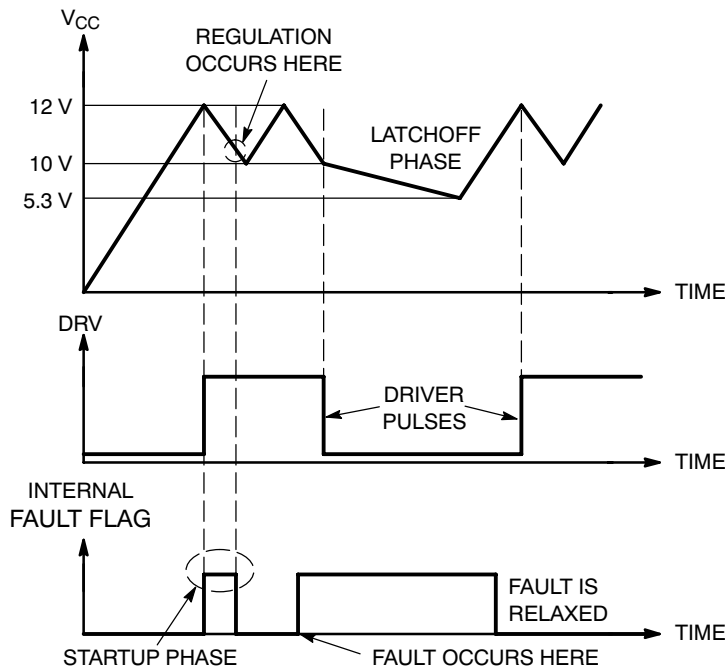 VCC
REGULATION
OCCURS HERE
12 V
LATCHOFF
PHASE
10 V
5.3 V
TIME
DRV
DRIVER
PULSES
TIME
INTERNAL
FAULT FLAG
FAULT IS
RELAXED
TIME
STARTUP PHASE
FAULT OCCURS HERE